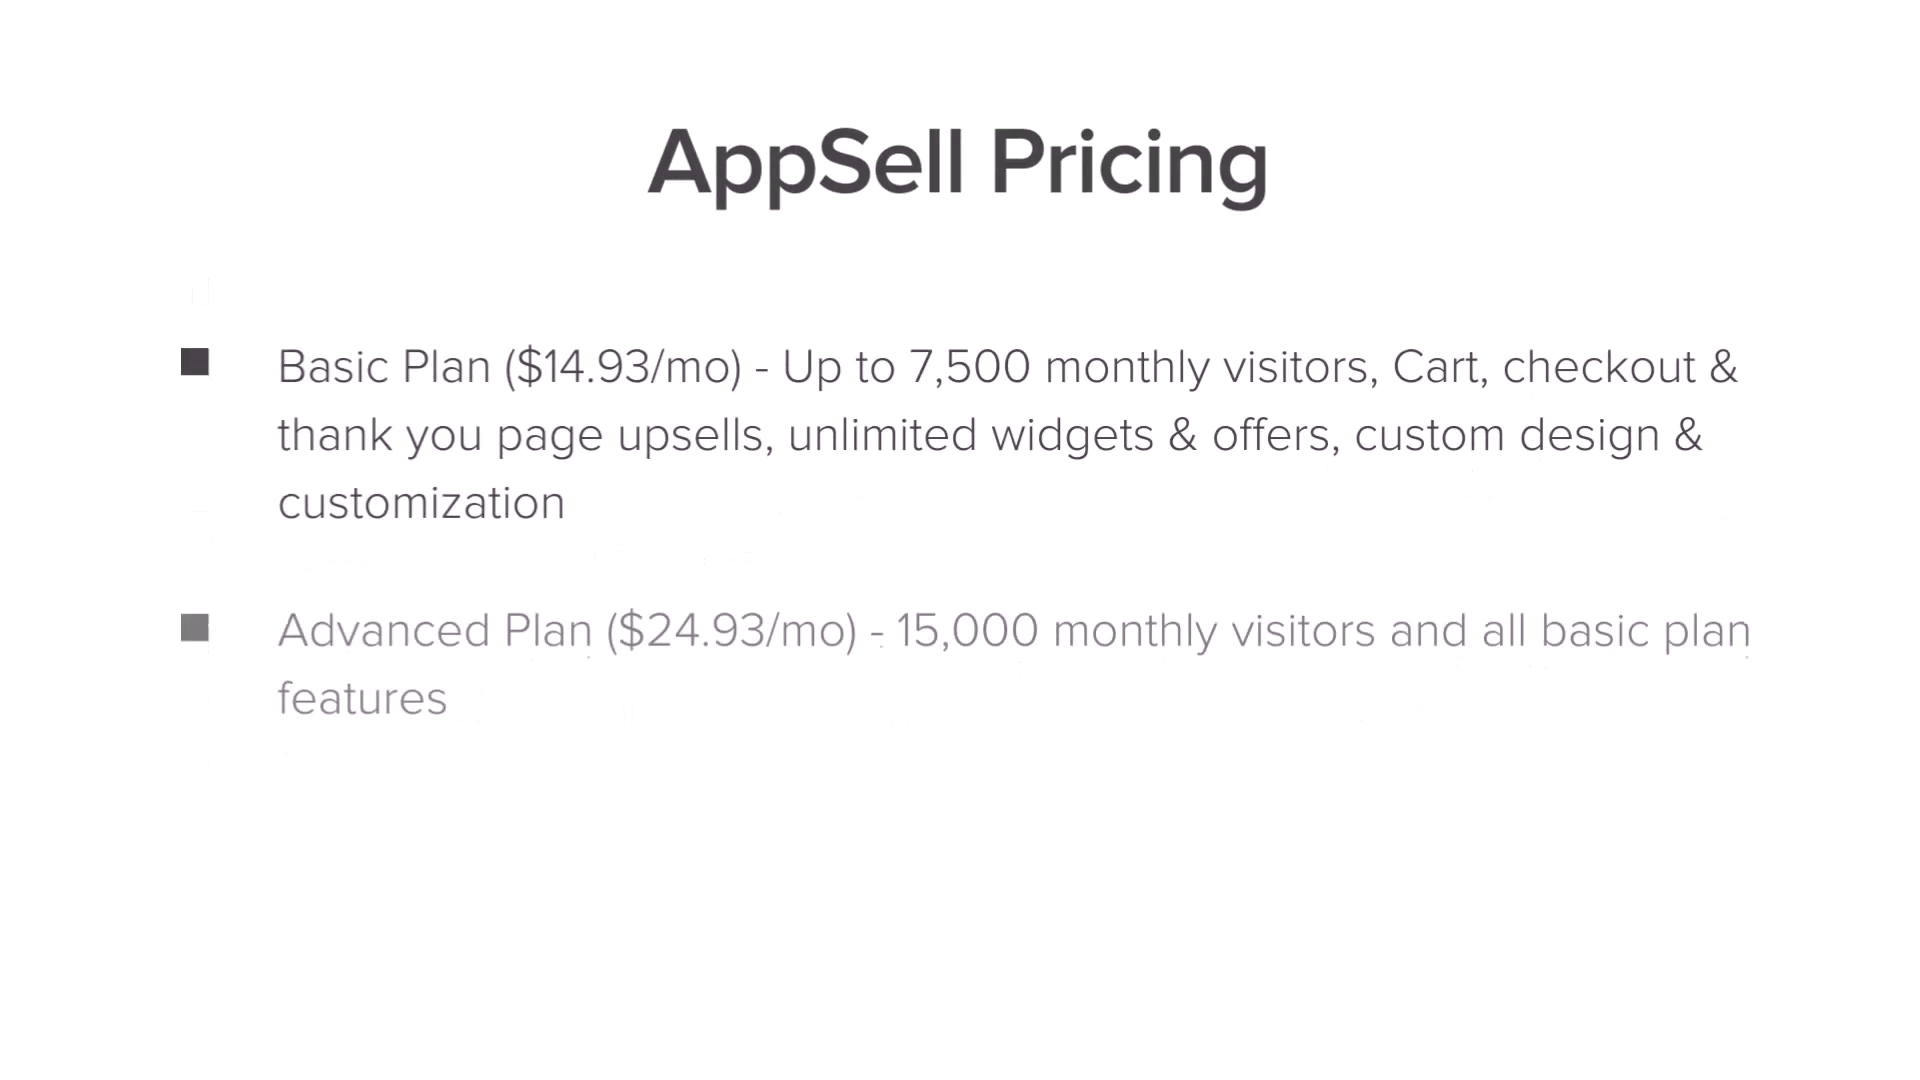 AppSell Pricing
Basic Plan ($14.93/mo) - Up to 7,500 monthly visitors, Cart, checkout &
thank you page upsells, unlimited widgets & offers, custom design &
customization
Advanced Plan ($24.93/mo) - 15,000 monthly visitors and all basic plan
features